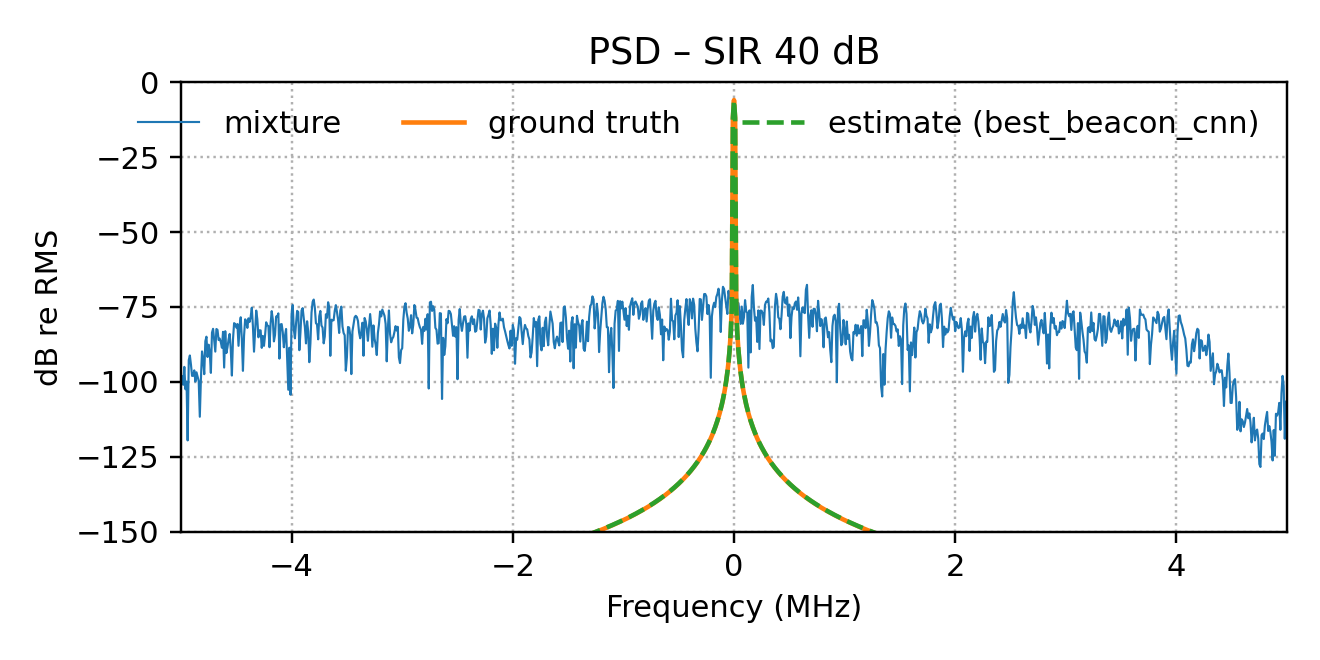 PSD – SIR 40 dB
mixture ground truth estimate (best_beacon_cnn)
dB re RMS
0
−25
−50
−75
−100
−125
−150
−4 −2 0 2 4
Frequency (MHz)